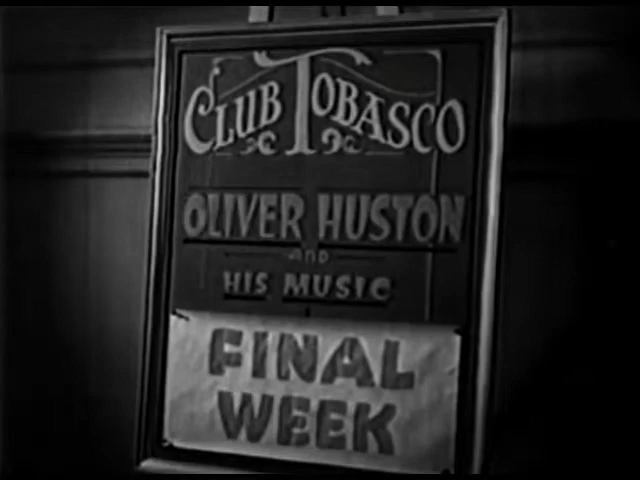 CLUB TOBASCO
OLIVER HUSTON
AND
HIS MUSIC
FINAL
WEEK